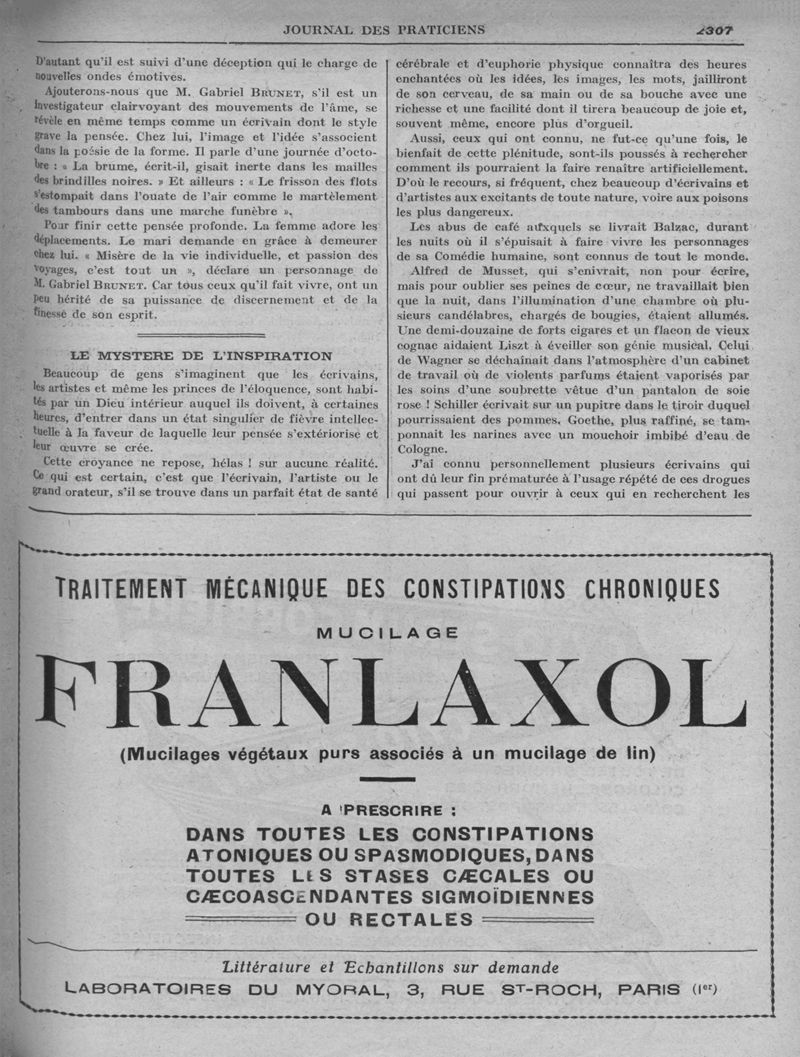 JOURNAL DES PRATICIENS
2307
D'autant qu'il est suivi d'une déception qui le charge de
nouvelles ondes émotives.
Ajouterons-nous que M. Gabriel BRUNET, s'il est un
investigateur clairvoyant des mouvements de l'âme, se
révèle en même temps comme un écrivain dont le style
grave la pensée. Chez lui, l'image et l'idée s'associent
dans la poésie de la forme. Il parle d'une journée d'octo-
bre : « La brume, écrit-il, gisait inerte dans les mailles
des brindilles noires. » Et ailleurs : « Le frisson des flots
s'estompait dans l'ouate de l'air comme le martèlement
des tambours dans une marche funèbre ».
Pour finir cette pensée profonde. La femme adore les
déplacements. Le mari demande en grâce à demeurer
chez lui. « Misère de la vie individuelle, et passion des
voyages, c'est tout un », déclare un personnage de
M. Gabriel BRUNET. Car tous ceux qu'il fait vivre, ont un
peu hérité de sa puissance de discernement et de la
finesse de son esprit.
LE MYSTERE DE L'INSPIRATION
Beaucoup de gens s'imaginent que les écrivains,
les artistes et même les princes de l'éloquence, sont habi-
tés par un Dieu intérieur auquel ils doivent, à certaines
heures, d'entrer dans un état singulier de fièvre intellec-
tuelle à la faveur de laquelle leur pensée s'extériorise et
leur œuvre se crée.
Cette croyance ne repose, hélas ! sur aucune réalité.
Ce qui est certain, c'est que l'écrivain, l'artiste ou le
grand orateur, s'il se trouve dans un parfait état de santé
cérébrale et d'euphorie physique connaîtra des heures
enchantées où les idées, les images, les mots, jailliront
de son cerveau, de sa main ou de sa bouche avec une
richesse et une facilité dont il tirera beaucoup de joie et,
souvent même, encore plus d'orgueil.
Aussi, ceux qui ont connu, ne fut-ce qu'une fois, le
bienfait de cette plénitude, sont-ils poussés à rechercher
comment ils pourraient la faire renaître artificiellement.
D'où le recours, si fréquent, chez beaucoup d'écrivains et
d'artistes aux excitants de toute nature, voire aux poisons
les plus dangereux.
Les abus de café auxquels se livrait Balzac, durant
les nuits où il s'épuisait à faire vivre les personnages
de sa Comédie humaine, sont connus de tout le monde.
Alfred de Musset, qui s'enivrait, non pour écrire,
mais pour oublier ses peines de cœur, ne travaillait bien
que la nuit, dans l'illumination d'une chambre où plu-
sieurs candélabres, chargés de bougies, étaient allumés.
Une demi-douzaine de forts cigares et un flacon de vieux
cognac aidaient Liszt à éveiller son génie musical. Celui
de Wagner se déchaînait dans l'atmosphère d'un cabinet
de travail où de violents parfums étaient vaporisés par
les soins d'une soubrette vêtue d'un pantalon de soie
rose ! Schiller écrivait sur un pupitre dans le tiroir duquel
pourrissaient des pommes. Goethe, plus raffiné, se tam-
ponnait les narines avec un mouchoir imbibé d'eau de
Cologne.
J'ai connu personnellement plusieurs écrivains qui
ont dû leur fin prématurée à l'usage répété de ces drogues
qui passent pour ouvrir à ceux qui en recherchent les
TRAITEMENT MÉCANIQUE DES CONSTIPATIONS CHRONIQUES
MUCILAGE
FRANLAXOL
(Mucilages végétaux purs associés à un mucilage de lin)
A PRESCRIRE :
DANS TOUTES LES CONSTIPATIONS
ATONIQUES OU SPASMODIQUES, DANS
TOUTES LES STASES CÆCALES OU
CÆCOASCENDANTES SIGMOÏDIENNES
OU RECTALES
Littérature et Echantillons sur demande
LABORATOIRES DU MYORAL, 3, RUE ST-ROCH, PARIS (Ier)